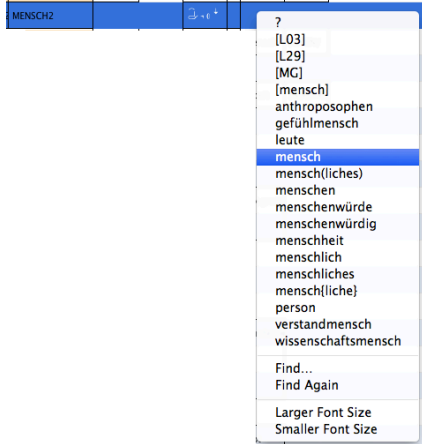 MENSCH2
?
[L03]
[L29]
[MG]
[mensch]
anthroposophen
gefühlmensch
leute
mensch
mensch(liches)
menschen
menschenwürde
menschenwürdig
menschheit
menschlich
menschliches
mensch{liche}
person
verstandmensch
wissenschaftsmensch
Find...
Find Again
Larger Font Size
Smaller Font Size